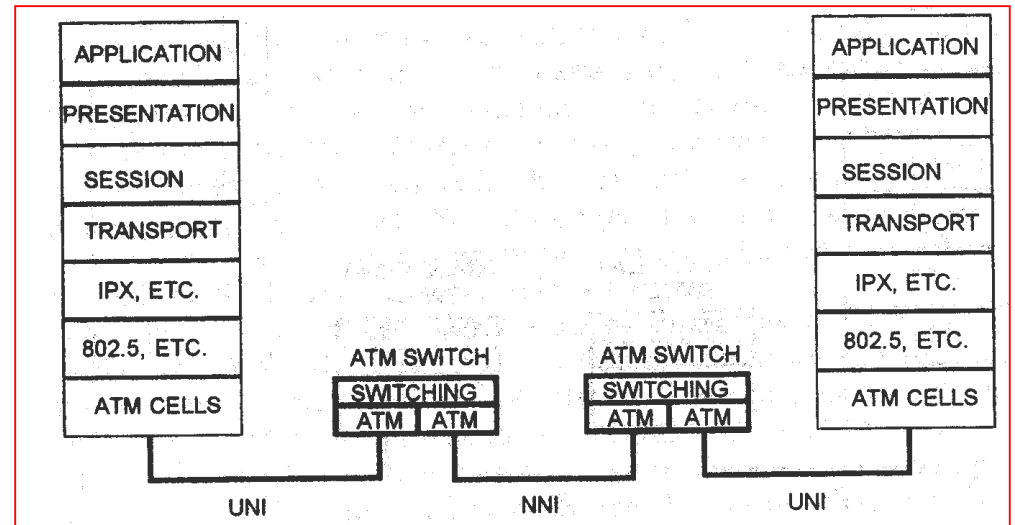 APPLICATION
PRESENTATION
SESSION
TRANSPORT
IPX, ETC.
802.5, ETC.
ATM CELLS
ATM SWITCH
SWITCHING
ATM ATM
ATM SWITCH
SWITCHING
ATM ATM
APPLICATION
PRESENTATION
SESSION
TRANSPORT
IPX, ETC.
802.5, ETC.
ATM CELLS
UNI
NNI
UNI